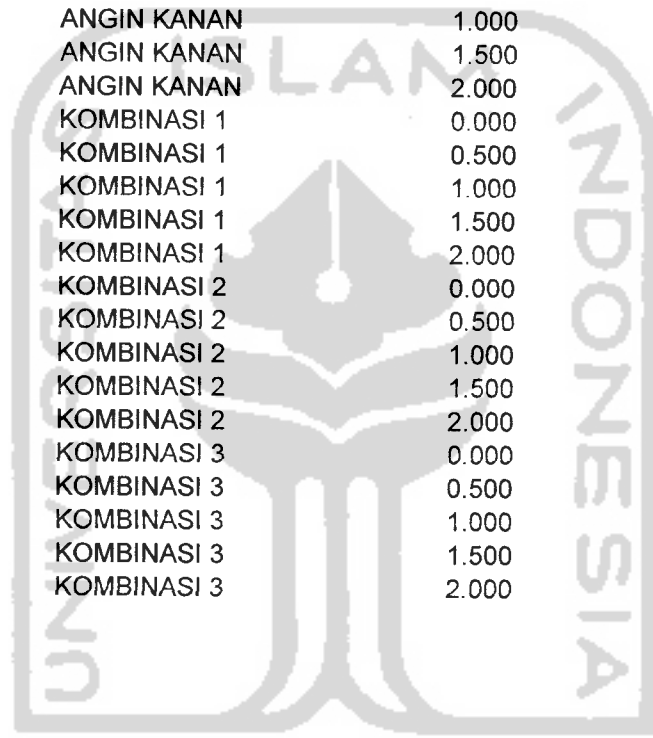 ANGIN KANAN 1.000
ANGIN KANAN 1.500
ANGIN KANAN 2.000
KOMBINASI 1 0.000
KOMBINASI 1 0.500
KOMBINASI 1 1.000
KOMBINASI 1 1.500
KOMBINASI 1 2.000
KOMBINASI 2 0.000
KOMBINASI 2 0.500
KOMBINASI 2 1.000
KOMBINASI 2 1.500
KOMBINASI 2 2.000
KOMBINASI 3 0.000
KOMBINASI 3 0.500
KOMBINASI 3 1.000
KOMBINASI 3 1.500
KOMBINASI 3 2.000
UNIVERSITAS
ISLAM
INDONESIA